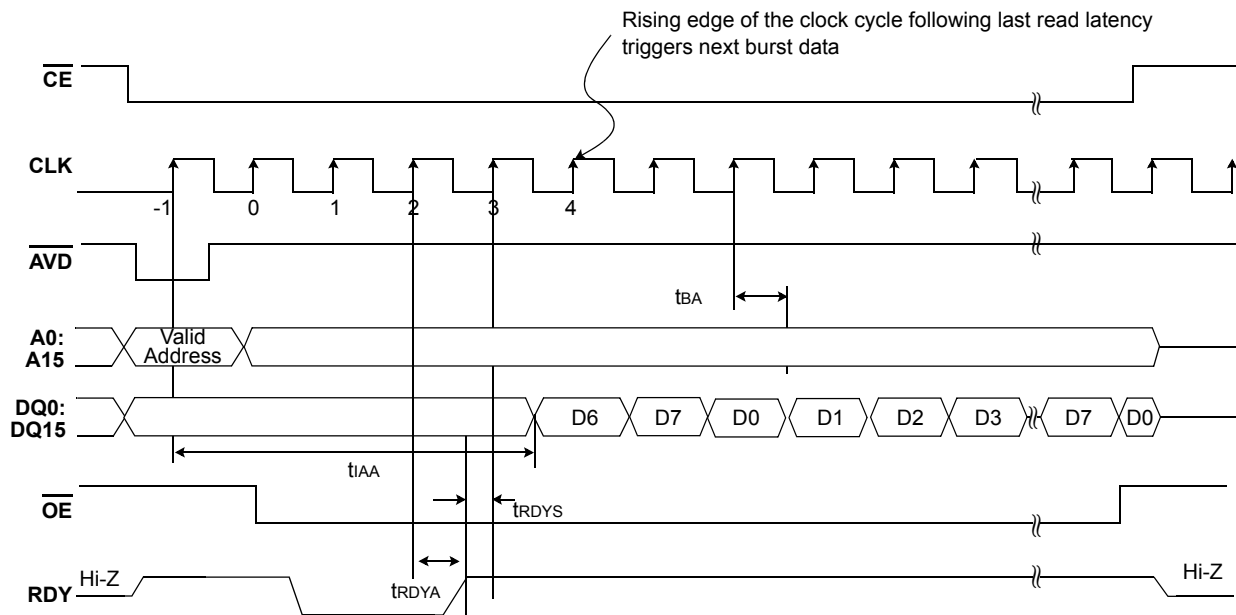 Rising edge of the clock cycle following last read latency
triggers next burst data
CE
CLK
-1 0 1 2 3 4
AVD
tBA
A0:
A15
Valid
Address
DQ0:
DQ15
D6 D7 D0 D1 D2 D3 D7 D0
tIAA
OE
tRDYS
Hi-Z
RDY
tRDYA
Hi-Z